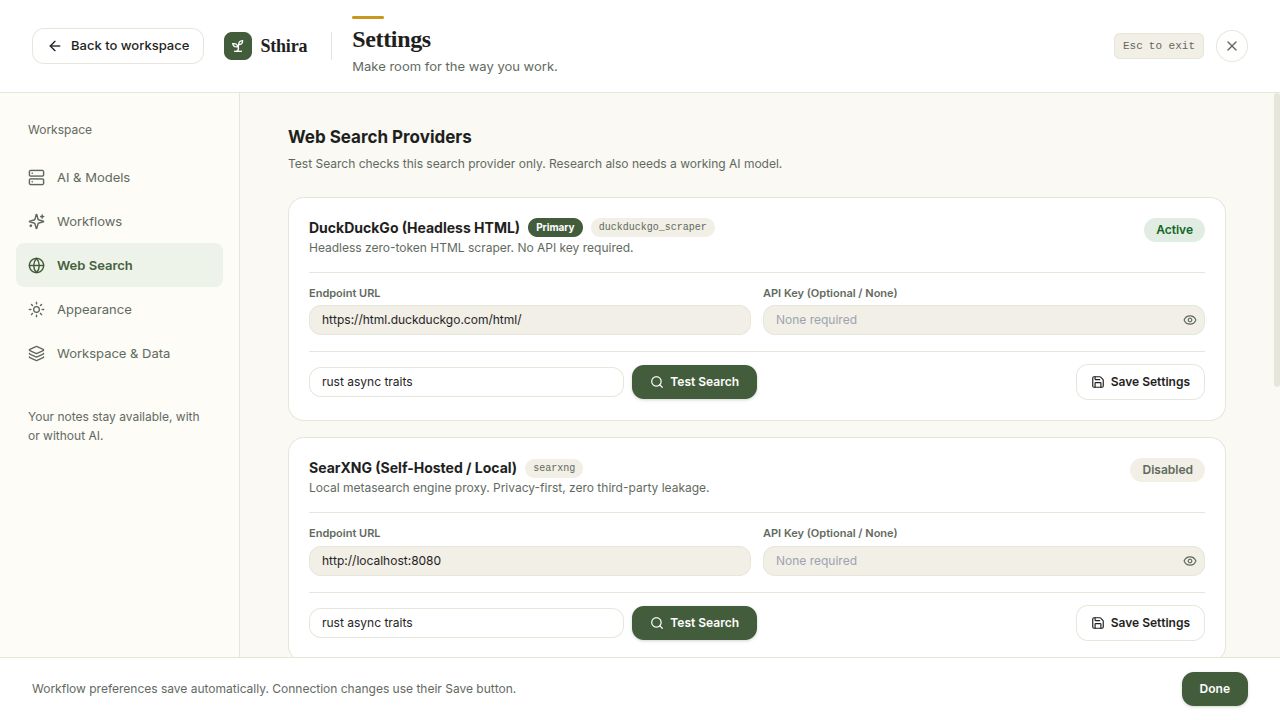 Back to workspace
Sthira
Settings
Make room for the way you work.
Esc to exit
Workspace
AI & Models
Workflows
Web Search
Appearance
Workspace & Data
Your notes stay available, with
or without AI.
Web Search Providers
Test Search checks this search provider only. Research also needs a working AI model.
DuckDuckGo (Headless HTML) Primary duckduckgo_scraper
Active
Headless zero-token HTML scraper. No API key required.
Endpoint URL
API Key (Optional / None)
https://html.duckduckgo.com/html/
None required
rust async traits
Test Search
Save Settings
SearXNG (Self-Hosted / Local) searxng
Disabled
Local metasearch engine proxy. Privacy-first, zero third-party leakage.
Endpoint URL
API Key (Optional / None)
http://localhost:8080
None required
rust async traits
Test Search
Save Settings
Workflow preferences save automatically. Connection changes use their Save button.
Done